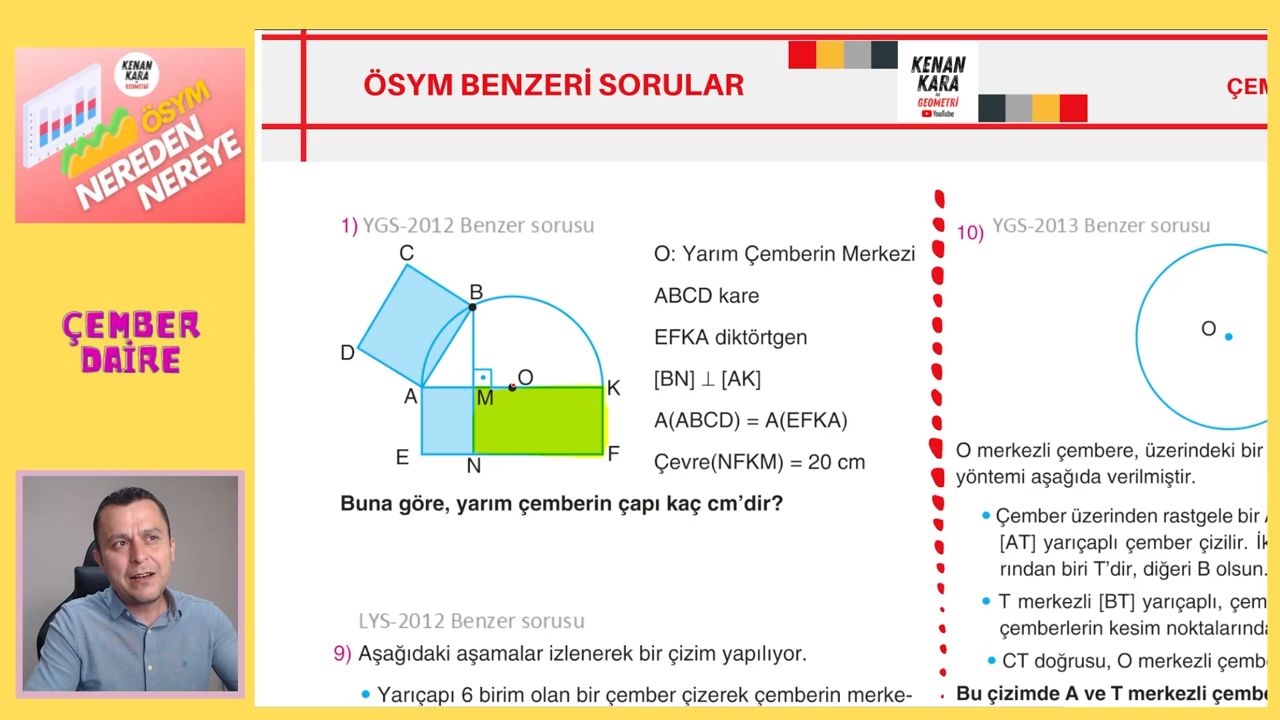 KENAN
KARA
ile
GEOMETRİ
ÖSYM
NEREDEN
NEREYE
ÇEMBER
DAİRE
ÖSYM BENZERİ SORULAR
KENAN
KARA
ile
GEOMETRİ
YouTube
ÇEM
1) YGS-2012 Benzer sorusu
C
B
D
O
A
M
K
E
N
F
O: Yarım Çemberin Merkezi
ABCD kare
EFKA diktörtgen
[BN] ⊥ [AK]
A(ABCD) = A(EFKA)
Çevre(NFKM) = 20 cm
Buna göre, yarım çemberin çapı kaç cm’dir?
LYS-2012 Benzer sorusu
9) Aşağıdaki aşamalar izlenerek bir çizim yapılıyor.
• Yarıçapı 6 birim olan bir çember çizerek çemberin merke-
10) YGS-2013 Benzer sorusu
O
O merkezli çembere, üzerindeki bir
yöntemi aşağıda verilmiştir.
• Çember üzerinden rastgele bir
[AT] yarıçaplı çember çizilir.
rından biri T’dir, diğeri B olsun.
• T merkezli [BT] yarıçaplı, çem
çemberlerin kesim noktalarında
• CT doğrusu, O merkezli çembe
Bu çizimde A ve T merkezli çembe